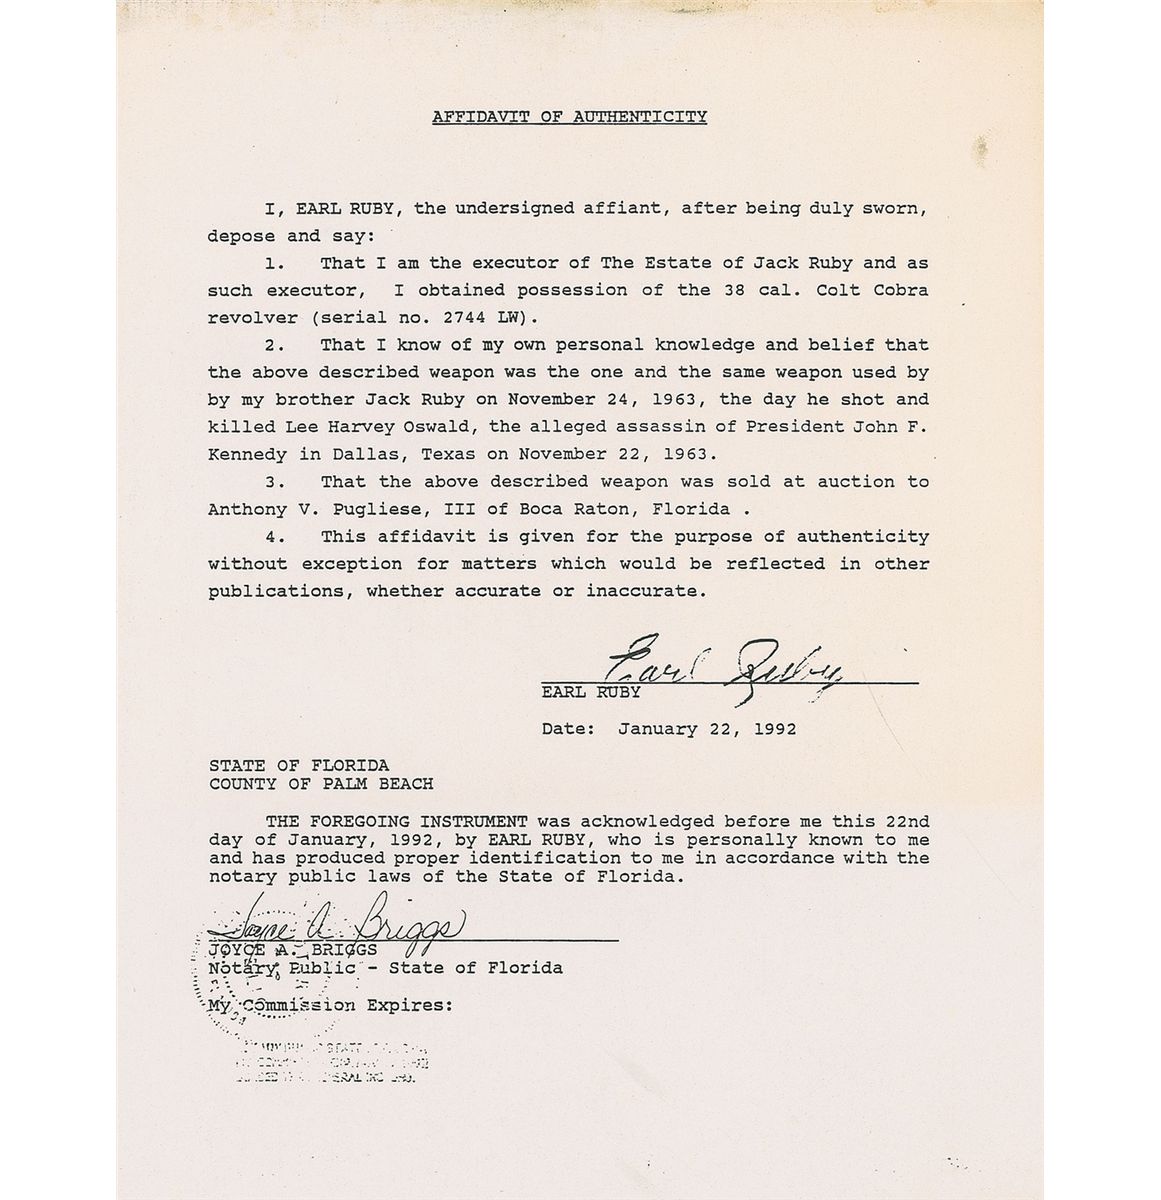 AFFIDAVIT OF AUTHENTICITY
I, EARL RUBY, the undersigned affiant, after being duly sworn,
depose and say:
1. That I am the executor of The Estate of Jack Ruby and as
such executor, I obtained possession of the 38 cal. Colt Cobra
revolver (serial no. 2744 LW).
2. That I know of my own personal knowledge and belief that
the above described weapon was the one and the same weapon used by
by my brother Jack Ruby on November 24, 1963, the day he shot and
killed Lee Harvey Oswald, the alleged assassin of President John F.
Kennedy in Dallas, Texas on November 22, 1963.
3. That the above described weapon was sold at auction to
Anthony V. Pugliese, III of Boca Raton, Florida .
4. This affidavit is given for the purpose of authenticity
without exception for matters which would be reflected in other
publications, whether accurate or inaccurate.
Earl Ruby
EARL RUBY
Date: January 22, 1992
STATE OF FLORIDA
COUNTY OF PALM BEACH
THE FOREGOING INSTRUMENT was acknowledged before me this 22nd
day of January, 1992, by EARL RUBY, who is personally known to me
and has produced proper identification to me in accordance with the
notary public laws of the State of Florida.
Joyce A. Briggs
JOYCE A. BRIGGS
Notary Public - State of Florida
My Commission Expires: